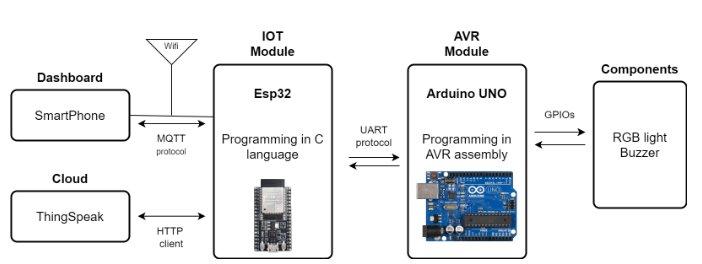 Wifi
IOT
Module
AVR
Module
Dashboard
SmartPhone
MQTT
protocol
Cloud
ThingSpeak
HTTP
client
Esp32
Programming in C
language
UART
protocol
Arduino UNO
Programming in
AVR assembly
UNO
GPIOs
Components
RGB light
Buzzer